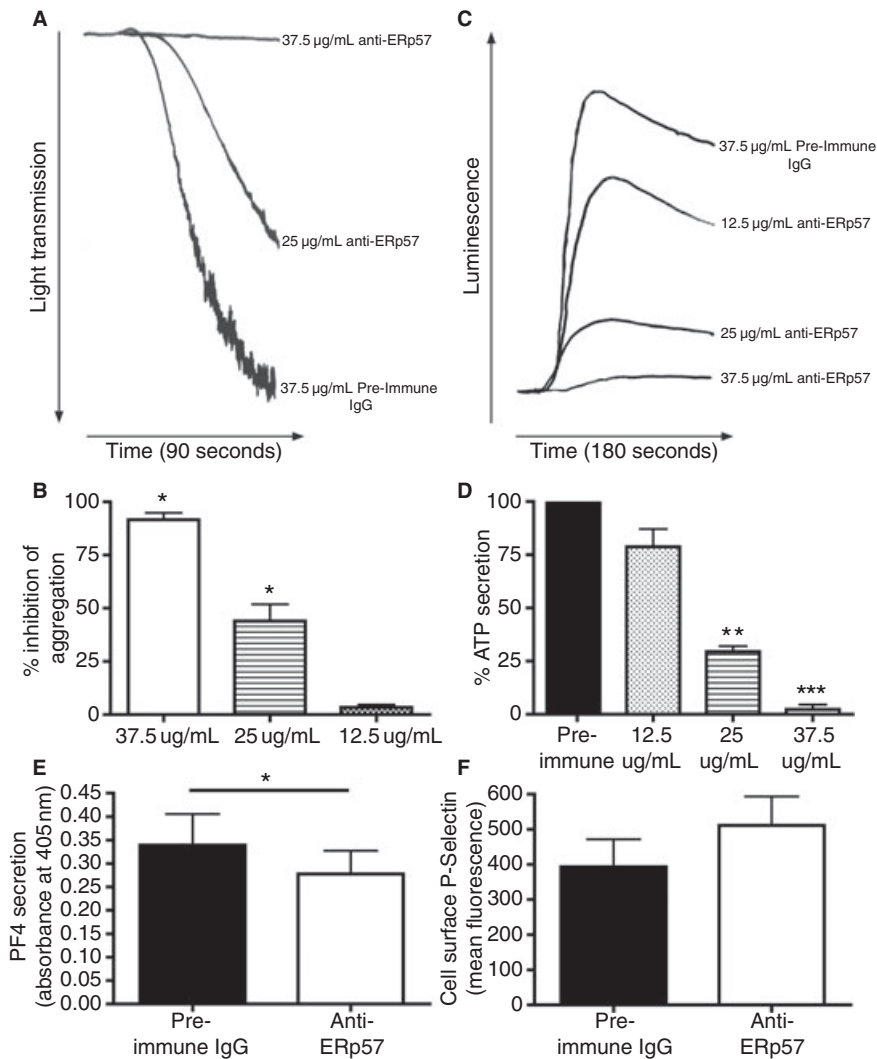 A
37.5 µg/mL anti-ERp57
25 µg/mL anti-ERp57
37.5 µg/mL Pre-Immune
IgG
Light transmission
Time (90 seconds)
C
37.5 µg/mL Pre-Immune
IgG
12.5 µg/mL anti-ERp57
25 µg/mL anti-ERp57
37.5 µg/mL anti-ERp57
Luminescence
Time (180 seconds)
B
% inhibition of
aggregation
100
75
50
25
0
*
*
37.5 ug/mL
25 ug/mL
12.5 ug/mL
D
% ATP secretion
100
75
50
25
0
**
***
Pre-
immune
12.5
ug/mL
25
ug/mL
37.5
ug/mL
E
PF4 secretion
(absorbance at 405nm)
0.45
0.40
0.35
0.30
0.25
0.20
0.15
0.10
0.05
0.00
*
Pre-
immune IgG
Anti-
ERp57
F
Cell surface P-Selectin
(mean fluorescence)
600
500
400
300
200
100
0
Pre-
immune IgG
Anti-
ERp57